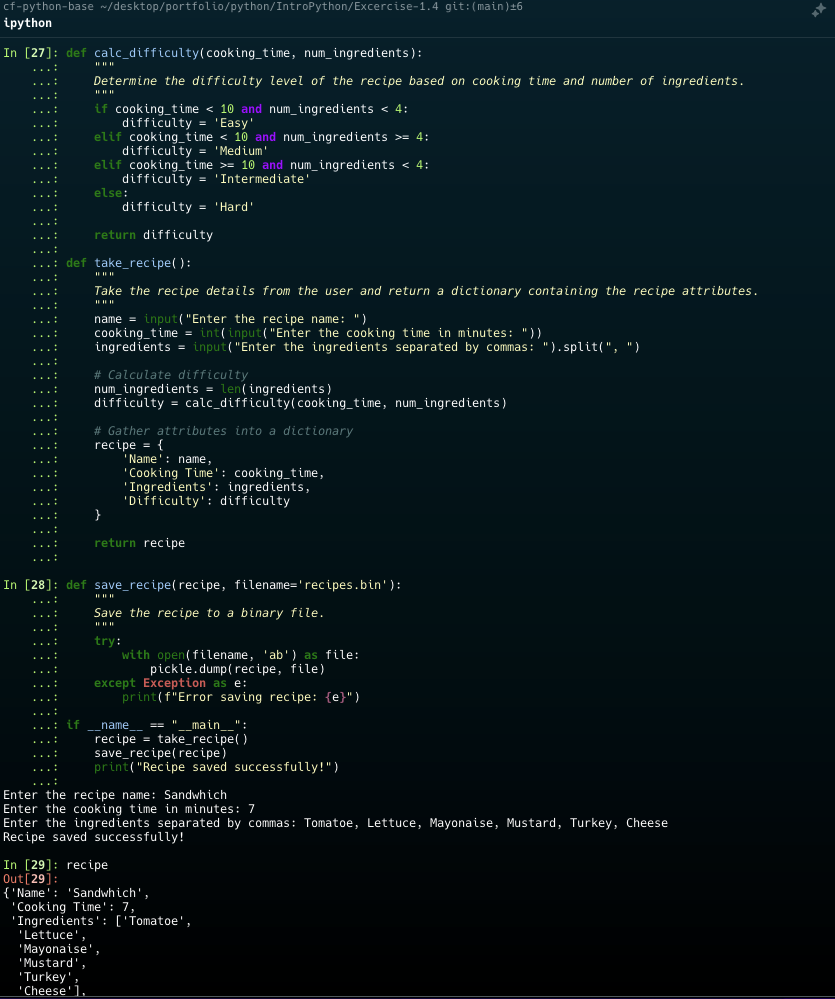 cf-python-base ~/desktop/portfolio/python/IntroPython/Excercise-1.4 git:(main)±6
ipython
In [27]: def calc_difficulty(cooking_time, num_ingredients):
    ...:     """
    ...:     Determine the difficulty level of the recipe based on cooking time and number of ingredients.
    ...:     """
    ...:     if cooking_time < 10 and num_ingredients < 4:
    ...:         difficulty = 'Easy'
    ...:     elif cooking_time < 10 and num_ingredients >= 4:
    ...:         difficulty = 'Medium'
    ...:     elif cooking_time >= 10 and num_ingredients < 4:
    ...:         difficulty = 'Intermediate'
    ...:     else:
    ...:         difficulty = 'Hard'
    ...:
    ...:     return difficulty
    ...:
    ...: def take_recipe():
    ...:     """
    ...:     Take the recipe details from the user and return a dictionary containing the recipe attributes.
    ...:     """
    ...:     name = input("Enter the recipe name: ")
    ...:     cooking_time = int(input("Enter the cooking time in minutes: "))
    ...:     ingredients = input("Enter the ingredients separated by commas: ").split(", ")
    ...:
    ...:     # Calculate difficulty
    ...:     num_ingredients = len(ingredients)
    ...:     difficulty = calc_difficulty(cooking_time, num_ingredients)
    ...:
    ...:     # Gather attributes into a dictionary
    ...:     recipe = {
    ...:         'Name': name,
    ...:         'Cooking Time': cooking_time,
    ...:         'Ingredients': ingredients,
    ...:         'Difficulty': difficulty
    ...:     }
    ...:
    ...:     return recipe
    ...:
In [28]: def save_recipe(recipe, filename='recipes.bin'):
    ...:     """
    ...:     Save the recipe to a binary file.
    ...:     """
    ...:     try:
    ...:         with open(filename, 'ab') as file:
    ...:             pickle.dump(recipe, file)
    ...:     except Exception as e:
    ...:         print(f"Error saving recipe: {e}")
    ...:
    ...: if __name__ == "__main__":
    ...:     recipe = take_recipe()
    ...:     save_recipe(recipe)
    ...:     print("Recipe saved successfully!")
    ...:
Enter the recipe name: Sandwhich
Enter the cooking time in minutes: 7
Enter the ingredients separated by commas: Tomatoe, Lettuce, Mayonaise, Mustard, Turkey, Cheese
Recipe saved successfully!
In [29]: recipe
Out[29]:
{'Name': 'Sandwhich',
 'Cooking Time': 7,
 'Ingredients': ['Tomatoe',
  'Lettuce',
  'Mayonaise',
  'Mustard',
  'Turkey',
  'Cheese'],